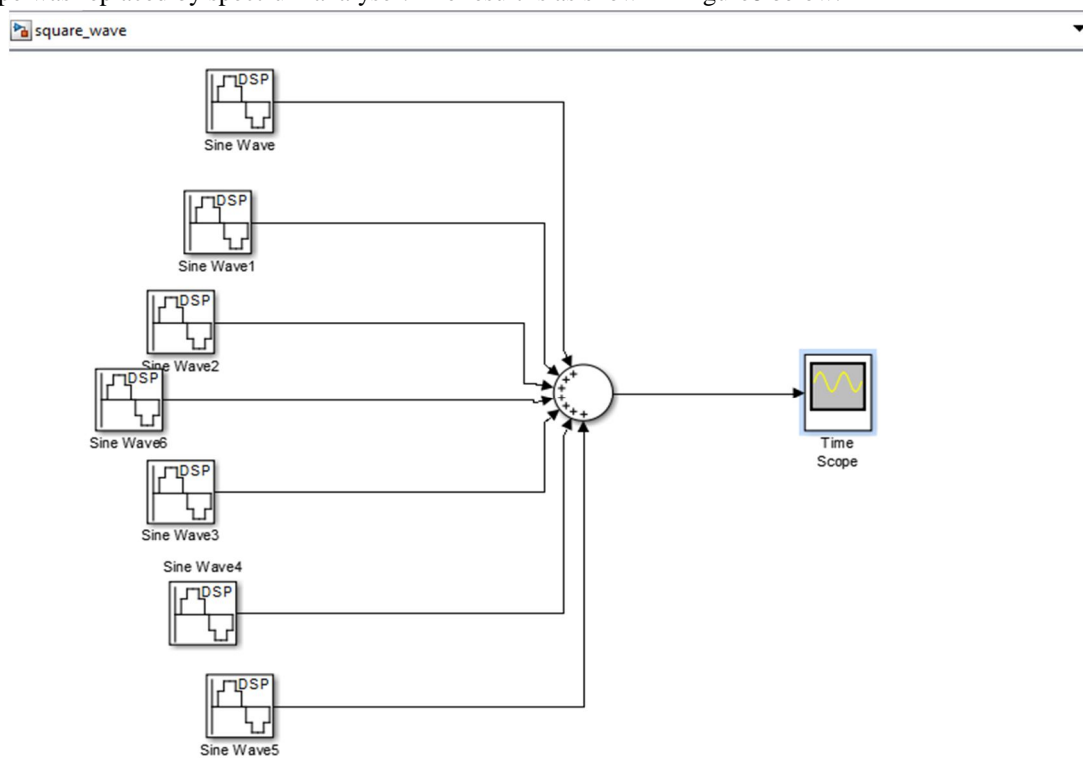 square_wave
DSP
Sine Wave
DSP
Sine Wave1
DSP
Sine Wave2
DSP
Sine Wave6
DSP
Sine Wave3
Sine Wave4
DSP
DSP
Sine Wave5
Time
Scope